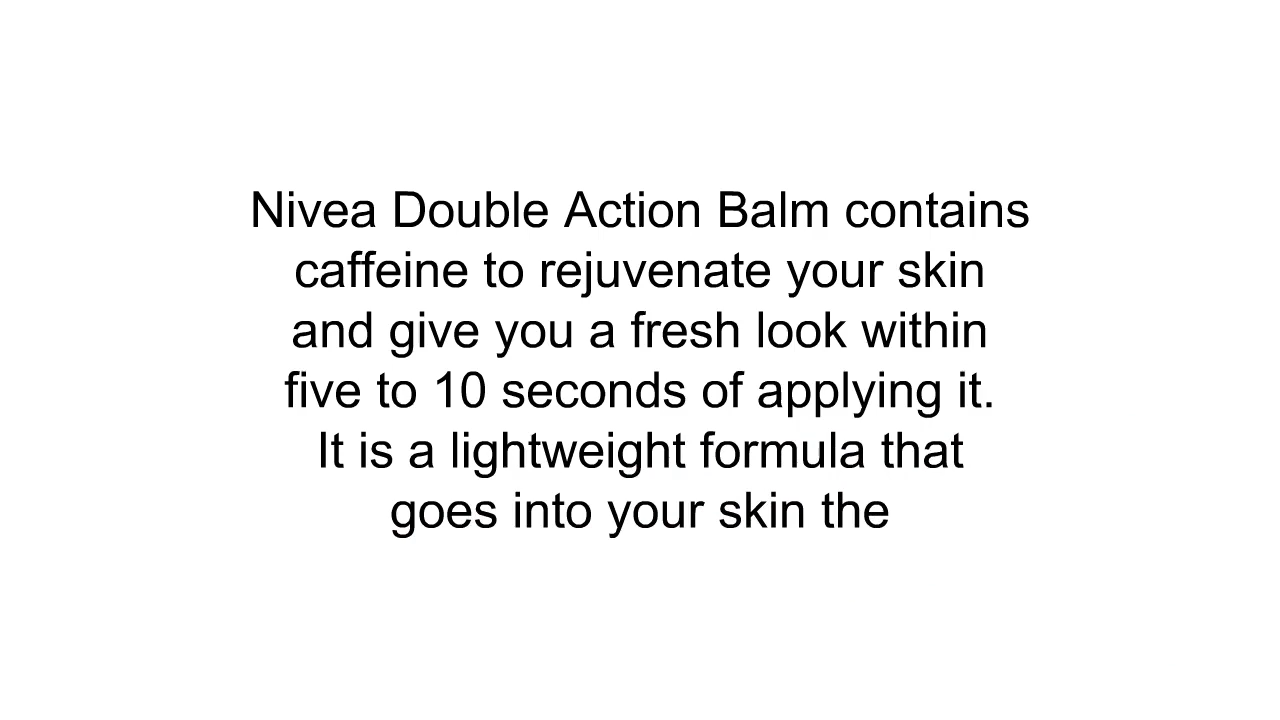 Nivea Double Action Balm contains
caffeine to rejuvenate your skin
and give you a fresh look within
five to 10 seconds of applying it.
It is a lightweight formula that
goes into your skin the